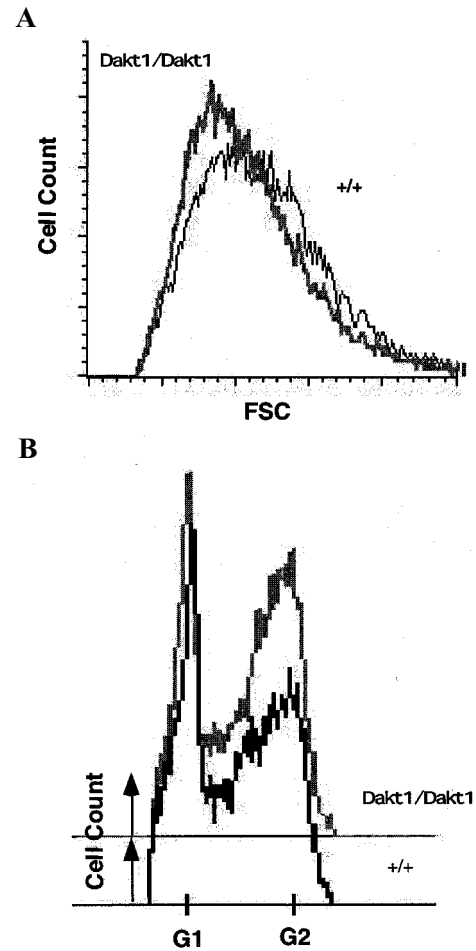 A
Dakt1/Dakt1
+/+
Cell Count
FSC
B
Dakt1/Dakt1
+/+
Cell Count
G1 G2